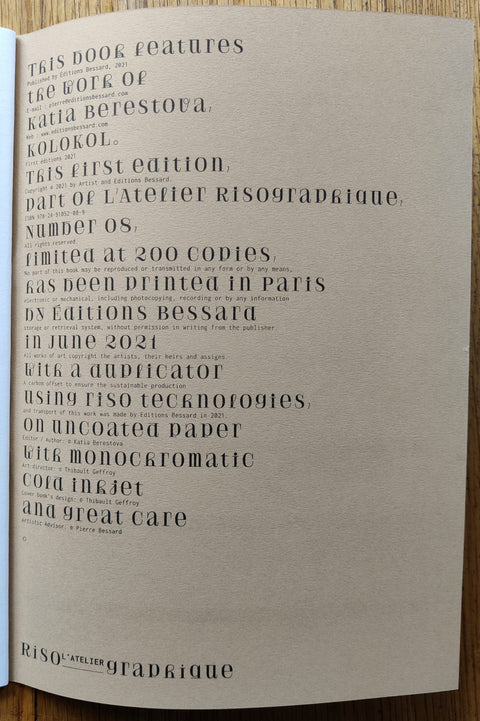 This book features
Published by Éditions Bessard, 2021
the work of
E-mail : pierre@editionsbessard.com
Katia Berestova,
Web : www.editionsbessard.com
KOLOKOL.
First éditions 2021
This first edition,
Copyright © 2021 by Artist and Editions Bessard.
part of L'Atelier Risographique,
ISBN 978-24-91052-08-9
Number 08,
All rights reserved
limited at 200 copies,
No part of this book may be reproduced or transmitted in any form or by any means,
has been printed in Paris
electronic or mechanical, including photocopying, recording or by any information
by Éditions Bessard
storage or retrieval system, without permission in writing from the publisher
in June 2021
All works of art copyright the artists, their heirs and assigns
with a duplicator
A carbon offset to ensure the sustainable production
using riso technologies,
and transport of this work was made by Editions Bessard in 2021.
on uncoated paper
Editor / Author: © Katia Berestova
with monochromatic
Art director: © Thibault Geffroy
cold inkjet
Cover book's design: © Thibault Geffroy
and great care
Artistic Advisor: © Pierre Bessard
Riso L'ATELIER graphique